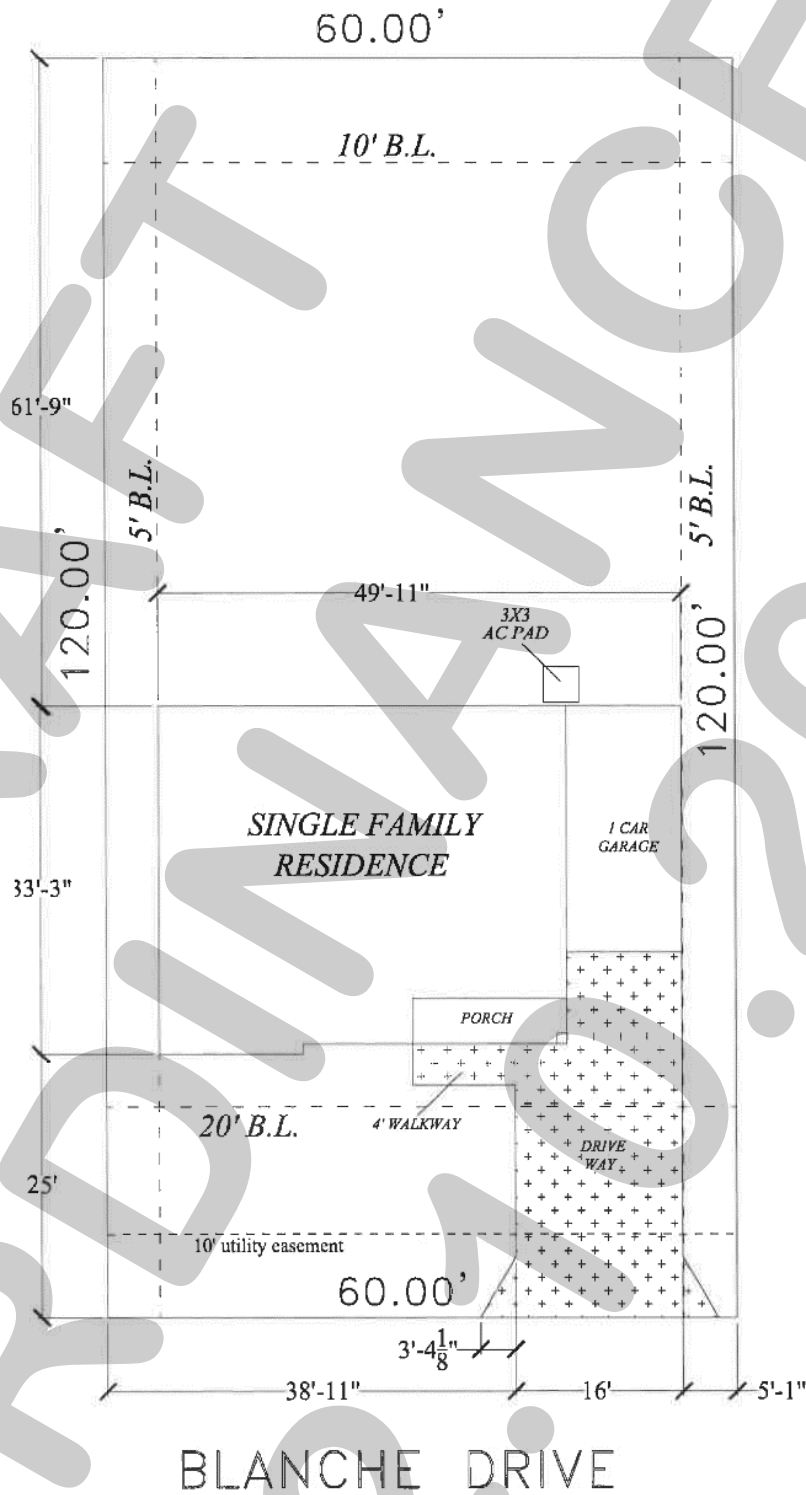 60.00'
10' B.L.
61'-9"
5' B.L.
5' B.L.
120.00'
49'-11"
3X3
AC PAD
120.00'
SINGLE FAMILY
RESIDENCE
1 CAR
GARAGE
33'-3"
PORCH
20' B.L.
4' WALKWAY
DRIVE
WAY
25'
10' utility easement
60.00'
3'-4 1/8"
38'-11"
16'
5'-1"
BLANCHE DRIVE